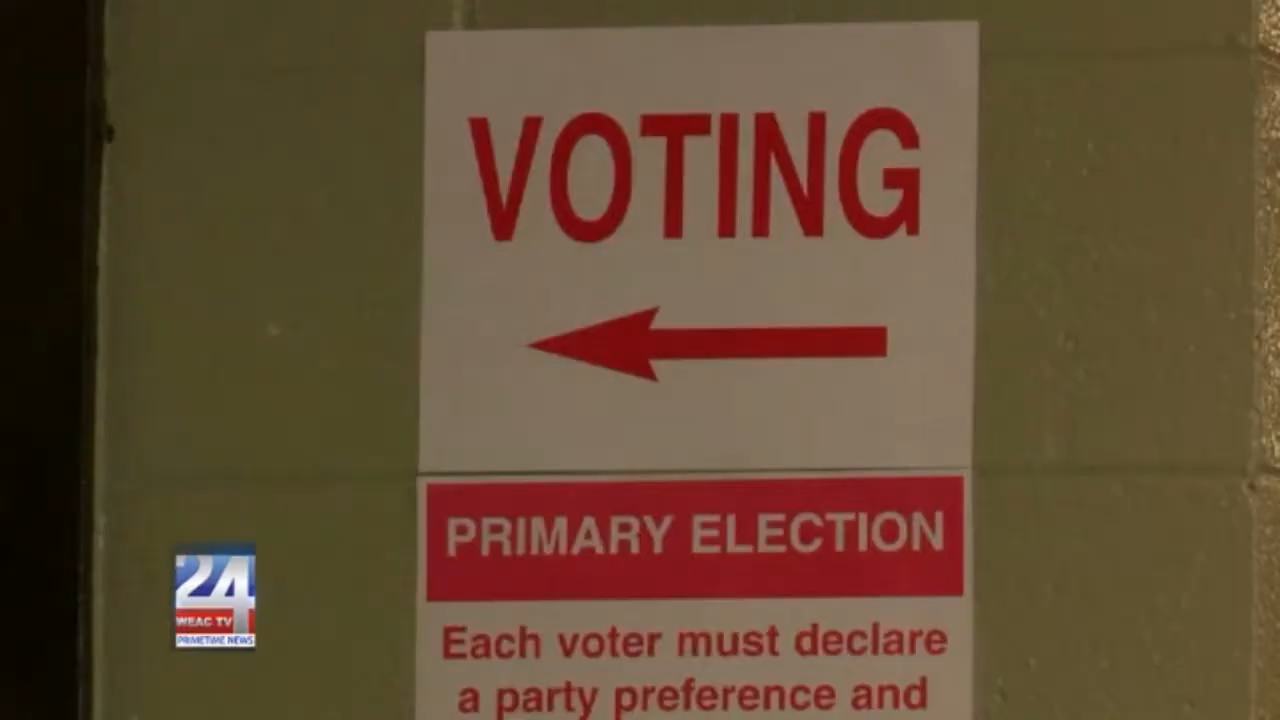 VOTING
PRIMARY ELECTION
Each voter must declare
a party preference and
24
WEAC TV
PRIMETIME NEWS